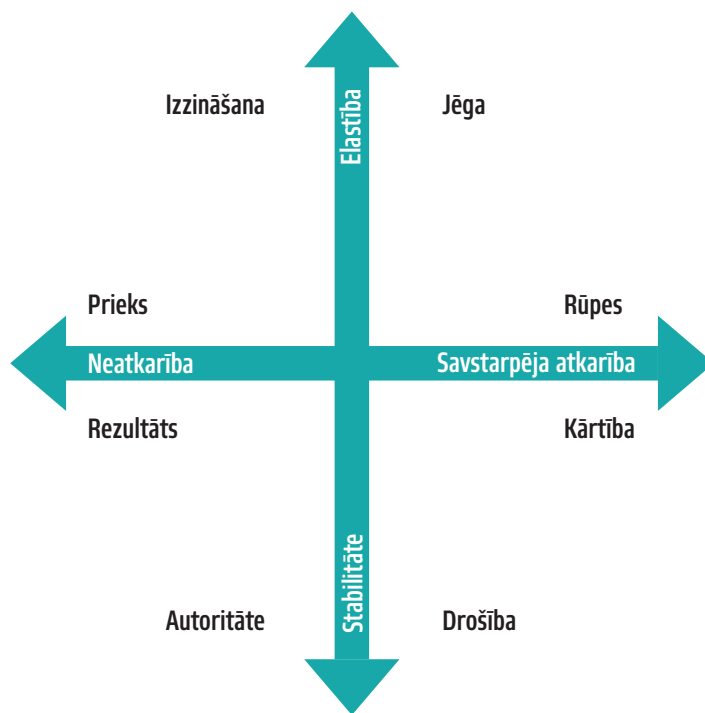 Elastība
Izzināšana
Jēga
Prieks
Rūpes
Neatkarība
Savstarpēja atkarība
Rezultāts
Kārtība
Stabilitāte
Autoritāte
Drošība